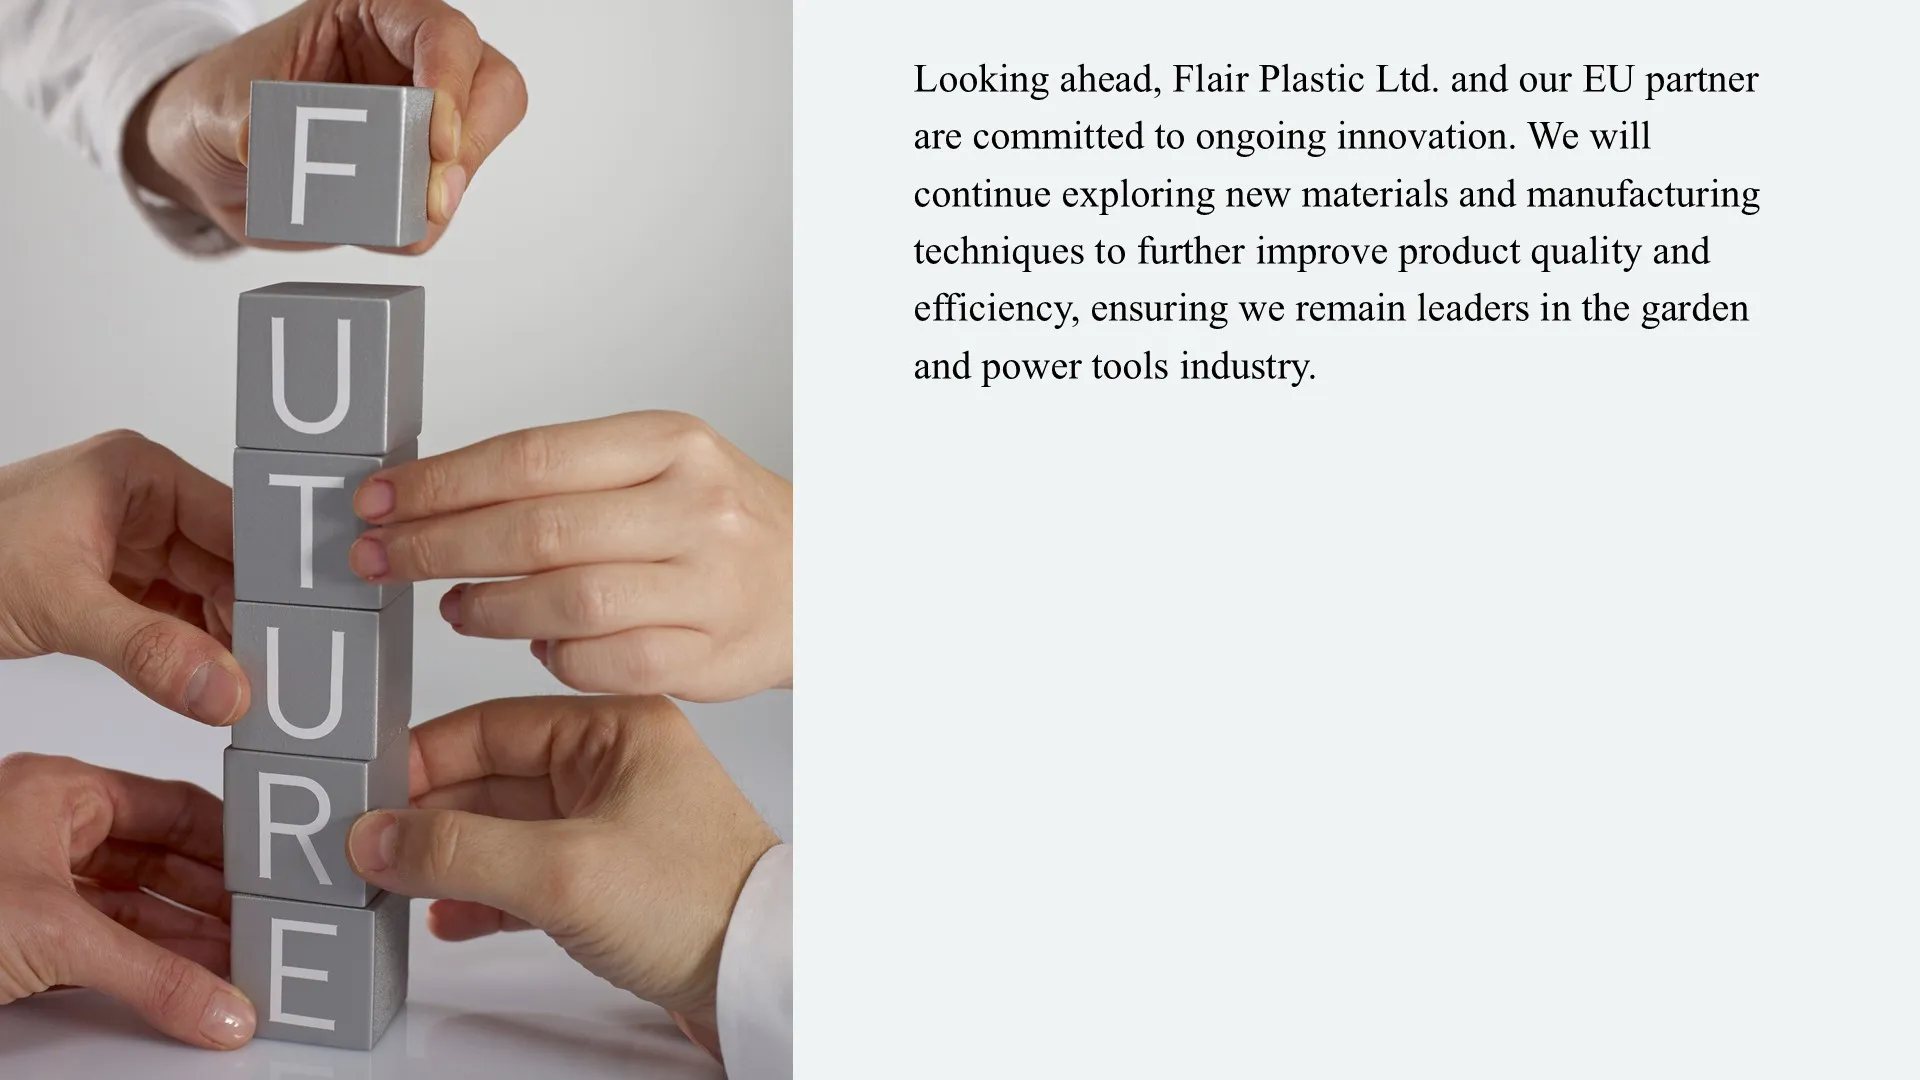 F
U
T
U
R
E
Looking ahead, Flair Plastic Ltd. and our EU partner
are committed to ongoing innovation. We will
continue exploring new materials and manufacturing
techniques to further improve product quality and
efficiency, ensuring we remain leaders in the garden
and power tools industry.